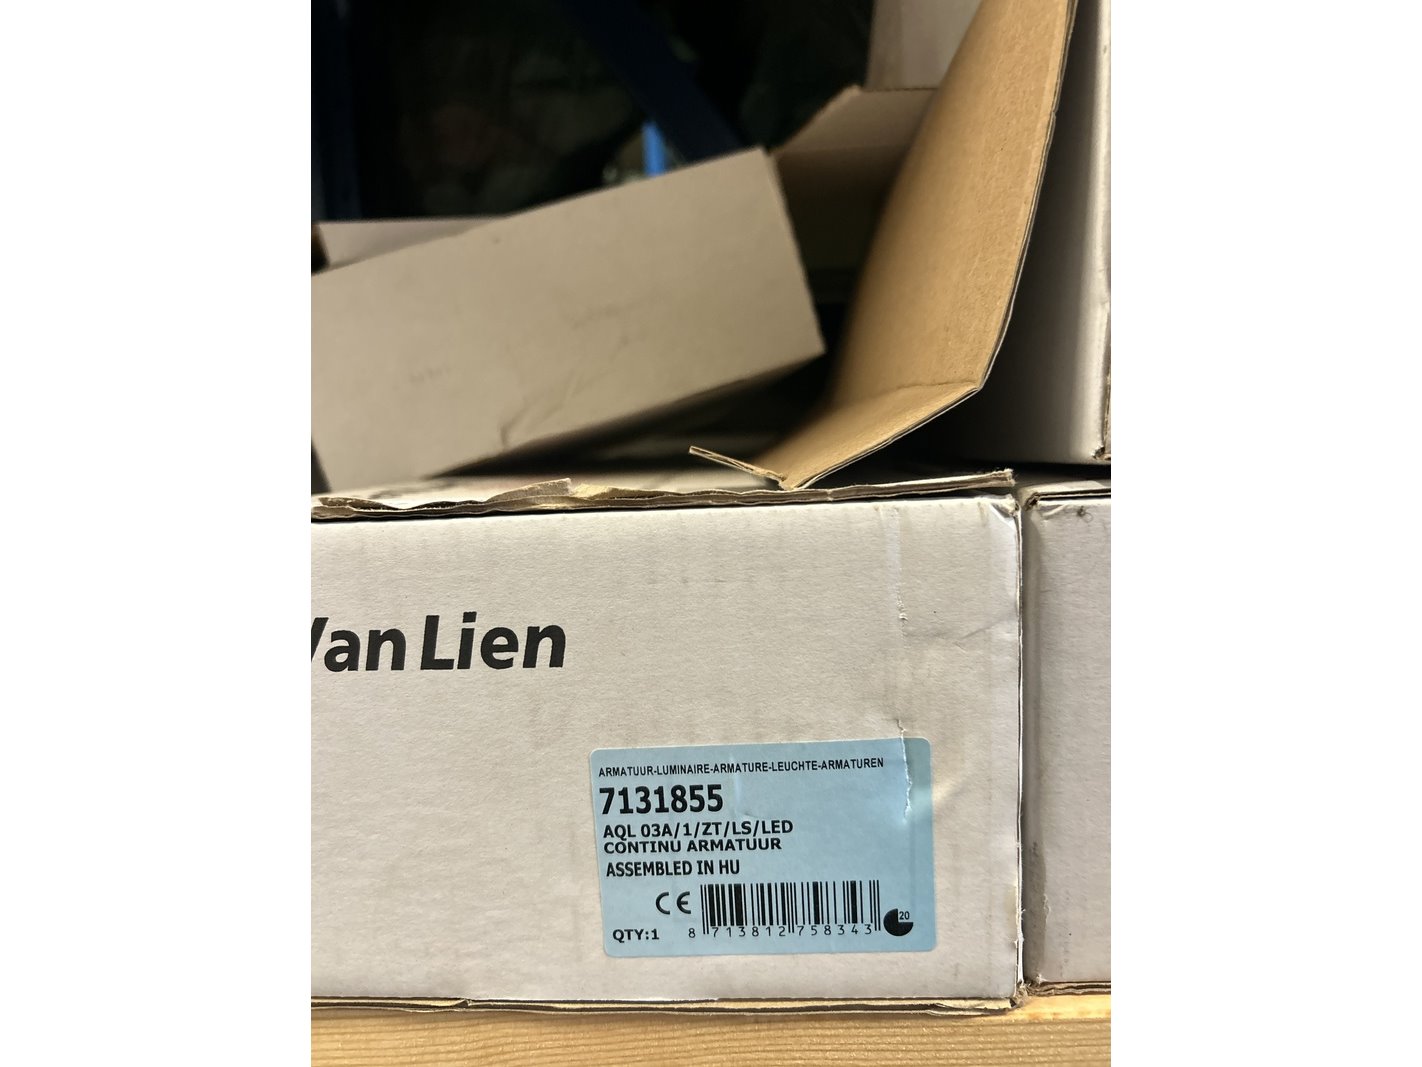 Van Lien
ARMATUUR-LUMINAIRE-ARMATURE-LEUCHTE-ARMATUREN
7131855
AQL 03A/1/ZT/LS/LED
CONTINU ARMATUUR
ASSEMBLED IN HU
CE
QTY:1
8 713812 758343
20